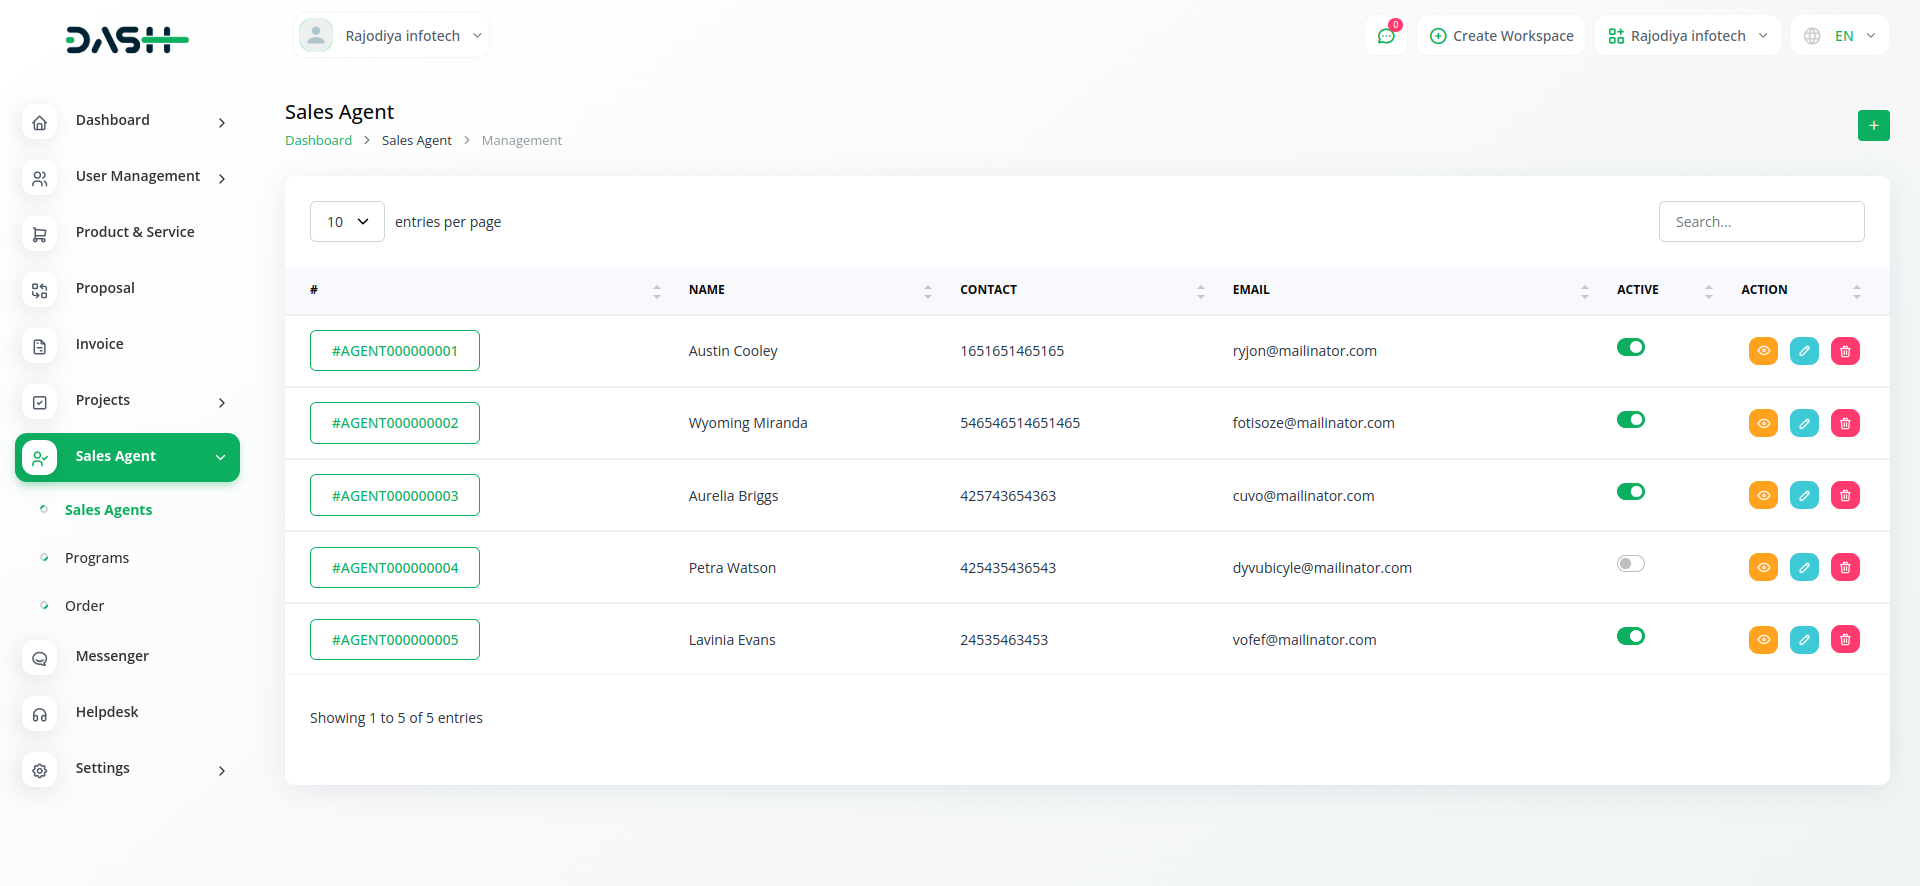 DASH
Rajodiya infotech
0
Create Workspace
Rajodiya infotech
EN
Dashboard
User Management
Product & Service
Proposal
Invoice
Projects
Sales Agent
Sales Agents
Programs
Order
Messenger
Helpdesk
Settings
Sales Agent
Dashboard > Sales Agent > Management
+
10 entries per page
Search...
# NAME CONTACT EMAIL ACTIVE ACTION
#AGENT000000001 Austin Cooley 1651651465165 ryjon@mailinator.com
#AGENT000000002 Wyoming Miranda 546546514651465 fotisoze@mailinator.com
#AGENT000000003 Aurelia Briggs 425743654363 cuvo@mailinator.com
#AGENT000000004 Petra Watson 425435436543 dyvubicyle@mailinator.com
#AGENT000000005 Lavinia Evans 24535463453 vofef@mailinator.com
Showing 1 to 5 of 5 entries